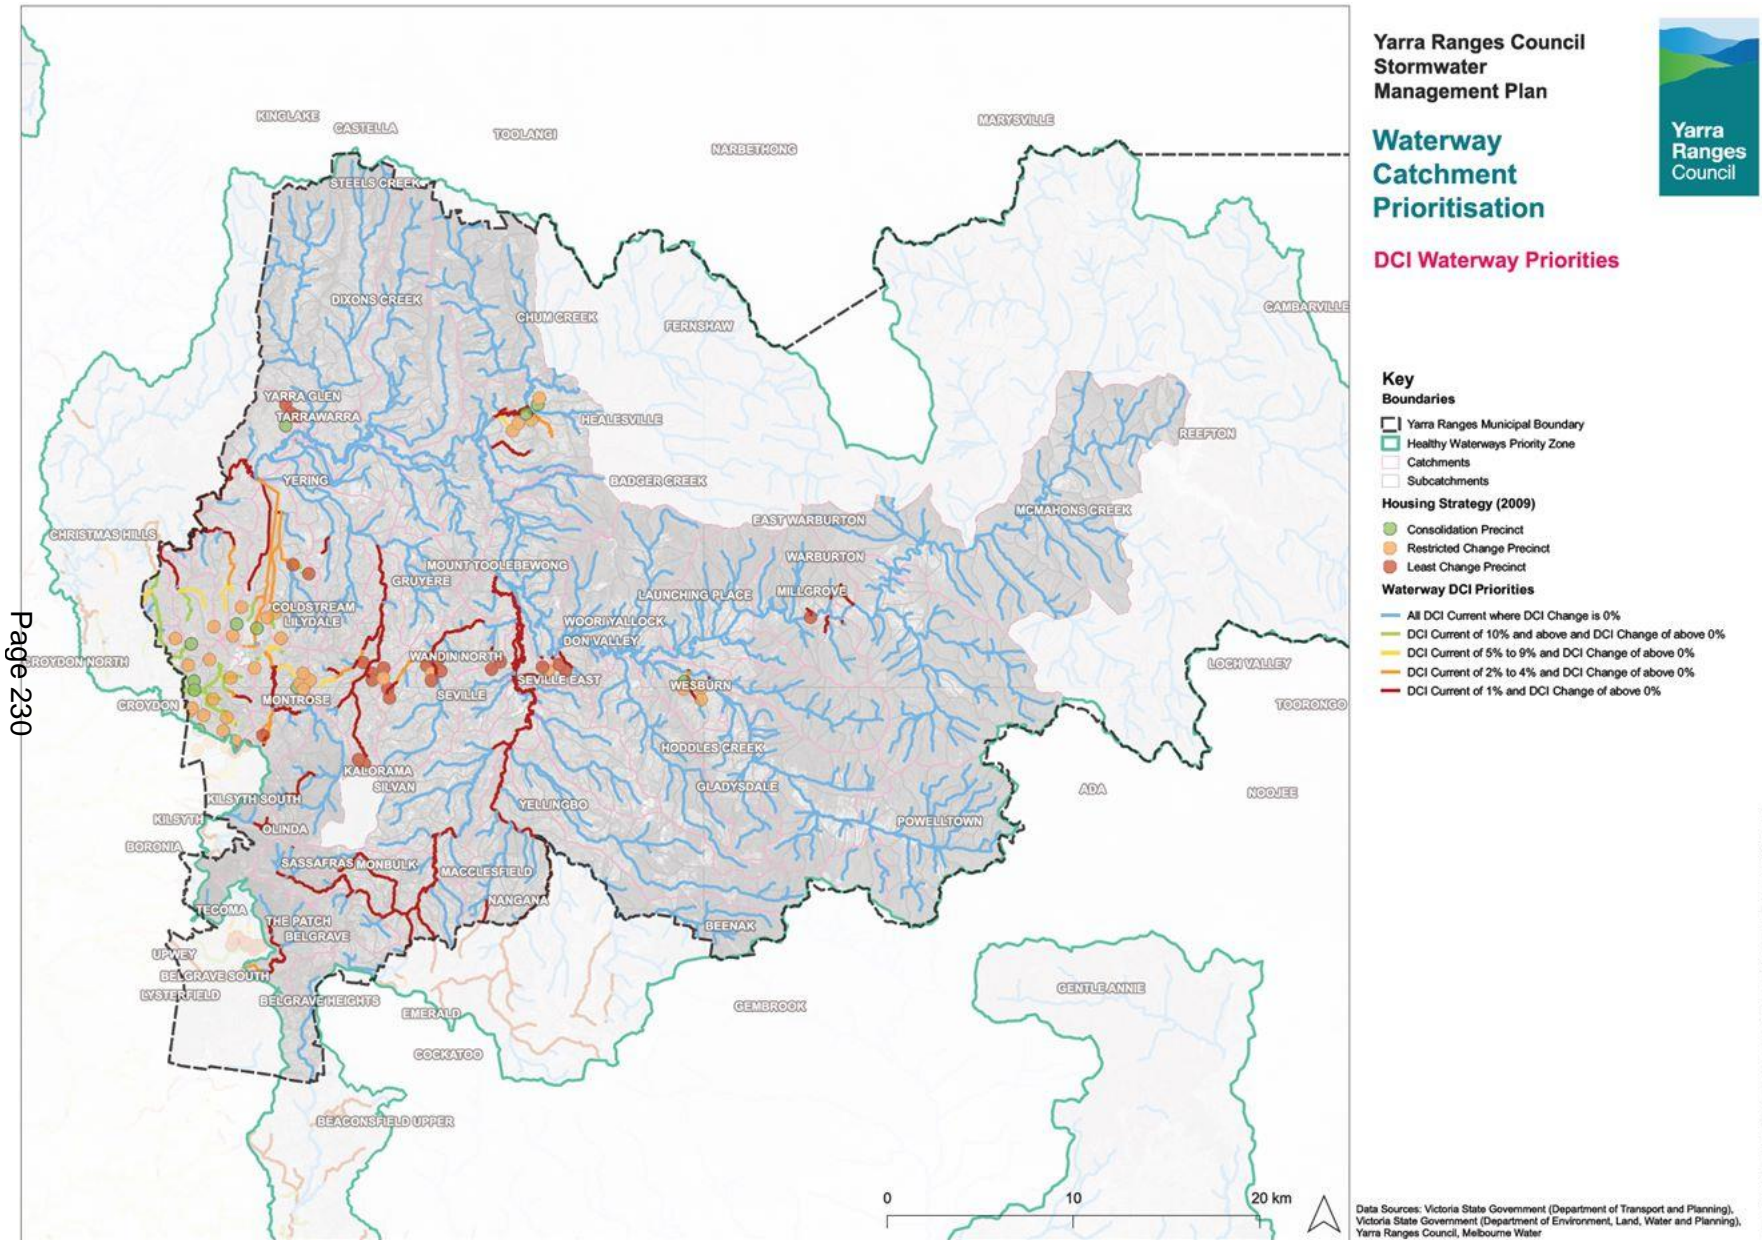 Yarra Ranges Council
Stormwater
Management Plan
Waterway
Catchment
Prioritisation
DCI Waterway Priorities
Yarra
Ranges
Council
Key
Boundaries
Yarra Ranges Municipal Boundary
Healthy Waterways Priority Zone
Catchments
Subcatchments
Housing Strategy (2009)
Consolidation Precinct
Restricted Change Precinct
Least Change Precinct
Waterway DCI Priorities
All DCI Current where DCI Change is 0%
DCI Current of 10% and above and DCI Change of above 0%
DCI Current of 5% to 9% and DCI Change of above 0%
DCI Current of 2% to 4% and DCI Change of above 0%
DCI Current of 1% and DCI Change of above 0%
KINGLAKE
CASTELLA
TOOLANGI
NARBETHONG
MARYSVILLE
STEELS CREEK
DIXONS CREEK
CHUM CREEK
FERNSHAW
CAMBARVILLE
YARRA GLEN
TARRAWARRA
HEALESVILLE
REEFTON
YERING
BADGER CREEK
CHRISTMAS HILLS
EAST WARBURTON
MCMAHONS CREEK
WARBURTON
MOUNT TOOLEBEWONG
GRUYERE
LAUNCHING PLACE
MILLGROVE
COLDSTREAM
LILYDALE
WOORI YALLOCK
DON VALLEY
WANDIN NORTH
CROYDON NORTH
LOCH VALLEY
SEVILLE EAST
WESBURN
SEVILLE
MONTROSE
CROYDON
TOORONGO
HODDLES CREEK
KALORAMA
SILVAN
GLADYSDALE
ADA
NOOJEE
KILSYTH SOUTH
YELLINGBO
KILSYTH
OLINDA
POWELLTOWN
BORONIA
SASSAFRAS
MONBULK
MACCLESFIELD
NANGANA
TECOMA
THE PATCH
BELGRAVE
BEENAK
UPWEY
BELGRAVE SOUTH
LYSTERFIELD
BELGRAVE HEIGHTS
EMERALD
GEMBROOK
GENTLE ANNIE
COCKATOO
BEACONSFIELD UPPER
0 10 20 km
Data Sources: Victoria State Government (Department of Transport and Planning),
Victoria State Government (Department of Environment, Land, Water and Planning),
Yarra Ranges Council, Melbourne Water
Page 230